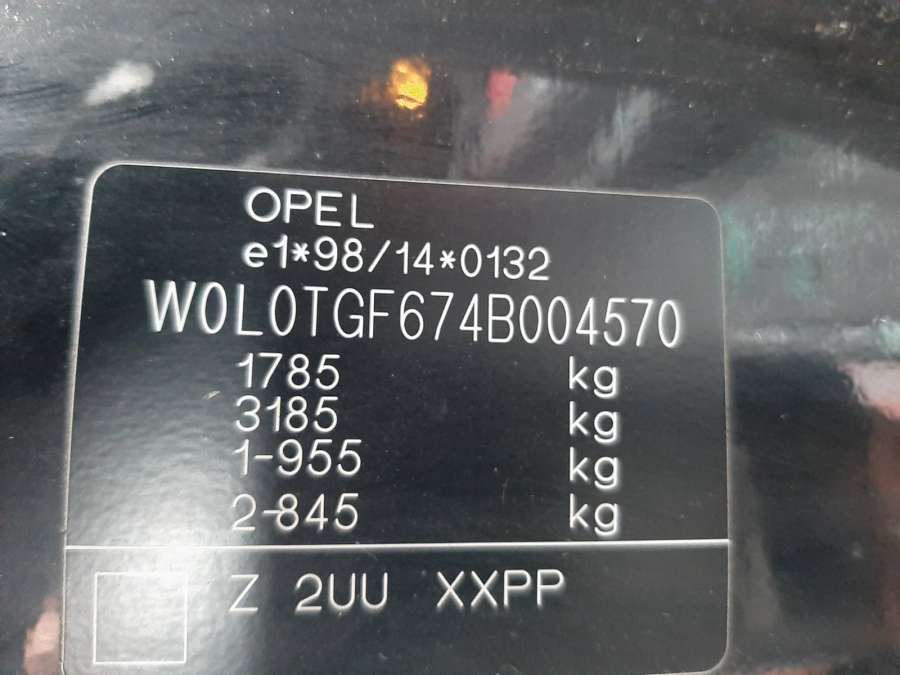 OPEL
e1*98/14*0132
W0L0TGF674B004570
1785 kg
3185 kg
1-955 kg
2-845 kg
Z 2UU XXPP